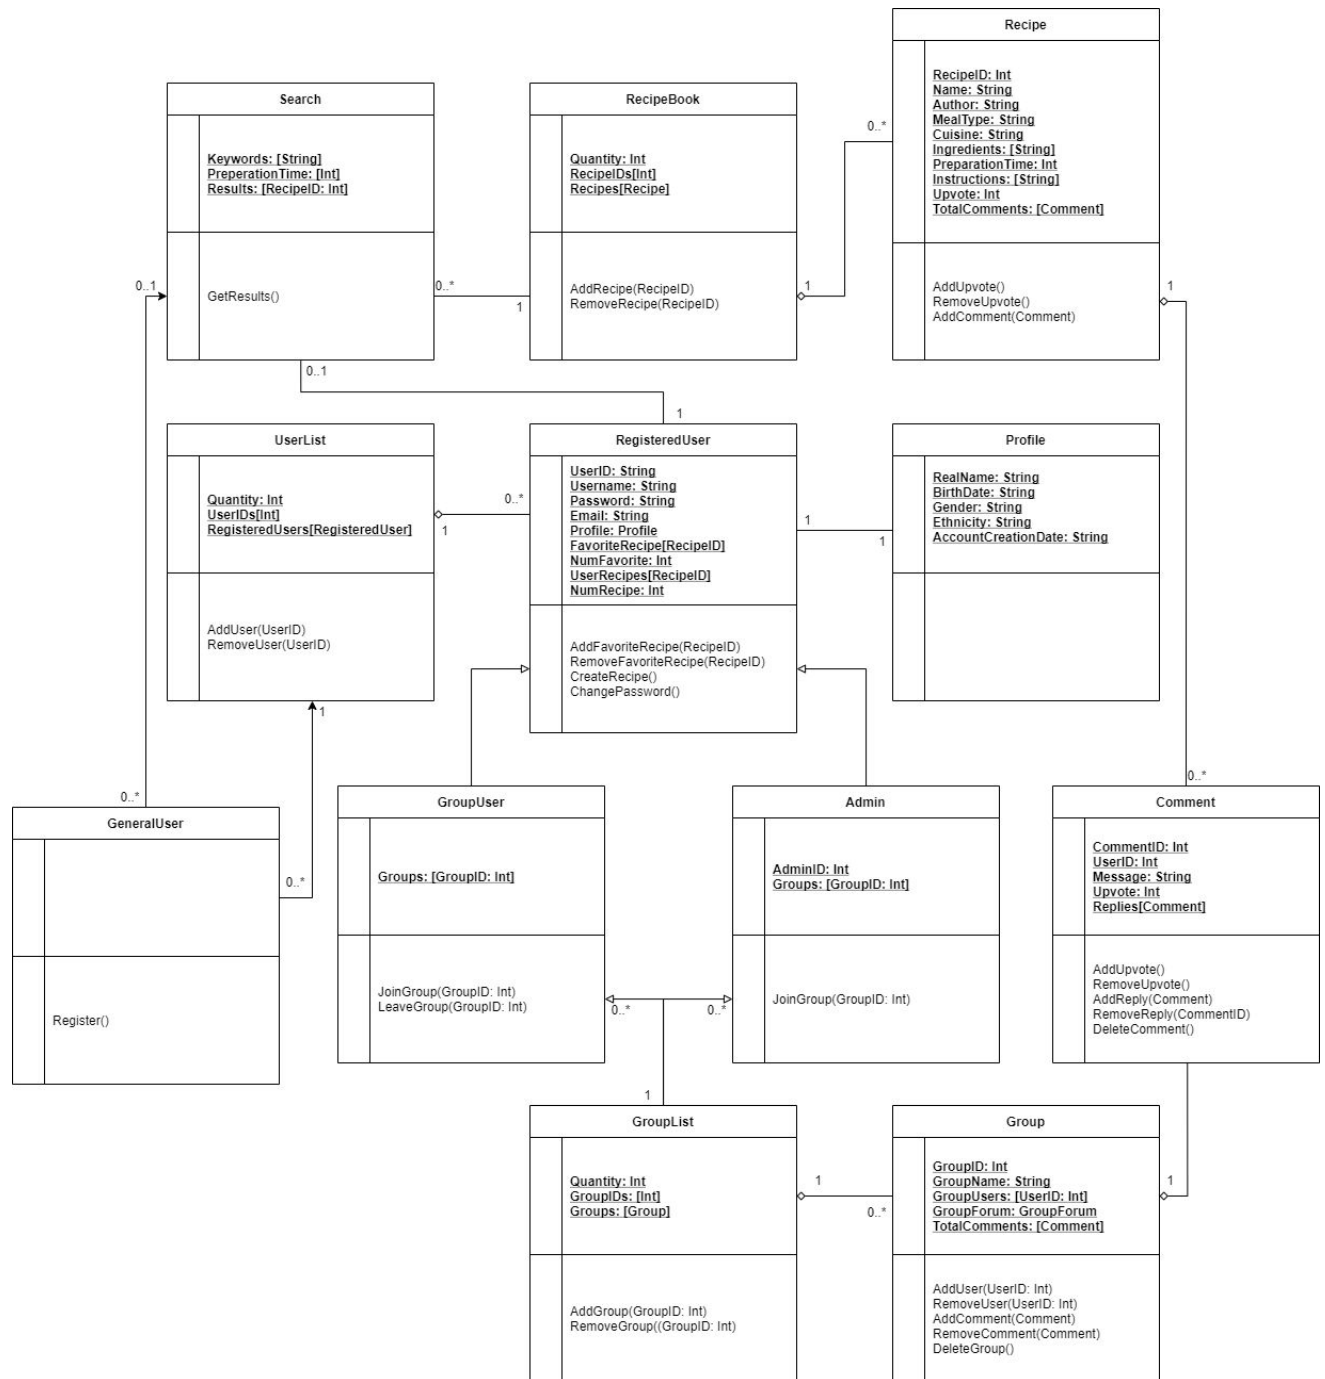 Recipe
RecipeID: Int
Name: String
Author: String
MealType: String
Cuisine: String
Ingredients: [String]
PreparationTime: Int
Instructions: [String]
Upvote: Int
TotalComments: [Comment]
AddUpvote()
RemoveUpvote()
AddComment(Comment)
Search
Keywords: [String]
PreperationTime: [Int]
Results: [RecipeID: Int]
GetResults()
RecipeBook
Quantity: Int
RecipeIDs[Int]
Recipes[Recipe]
AddRecipe(RecipeID)
RemoveRecipe(RecipeID)
0..*
1
0..1
0..*
1
1
0..1
1
UserList
Quantity: Int
UserIDs[Int]
RegisteredUsers[RegisteredUser]
AddUser(UserID)
RemoveUser(UserID)
RegisteredUser
UserID: String
Username: String
Password: String
Email: String
Profile: Profile
FavoriteRecipe[RecipeID]
NumFavorite: Int
UserRecipes[RecipeID]
NumRecipe: Int
AddFavoriteRecipe(RecipeID)
RemoveFavoriteRecipe(RecipeID)
CreateRecipe()
ChangePassword()
Profile
RealName: String
BirthDate: String
Gender: String
Ethnicity: String
AccountCreationDate: String
0..*
1
1
1
1
0..*
0..*
0..*
GeneralUser
Register()
GroupUser
Groups: [GroupID: Int]
JoinGroup(GroupID: Int)
LeaveGroup(GroupID: Int)
Admin
AdminID: Int
Groups: [GroupID: Int]
JoinGroup(GroupID: Int)
Comment
CommentID: Int
UserID: Int
Message: String
Upvote: Int
Replies[Comment]
AddUpvote()
RemoveUpvote()
AddReply(Comment)
RemoveReply(CommentID)
DeleteComment()
0..*
0..*
1
GroupList
Quantity: Int
GroupIDs: [Int]
Groups: [Group]
AddGroup(GroupID: Int)
RemoveGroup((GroupID: Int)
Group
GroupID: Int
GroupName: String
GroupUsers: [UserID: Int]
GroupForum: GroupForum
TotalComments: [Comment]
AddUser(UserID: Int)
RemoveUser(UserID: Int)
AddComment(Comment)
RemoveComment(Comment)
DeleteGroup()
1
0..*
1